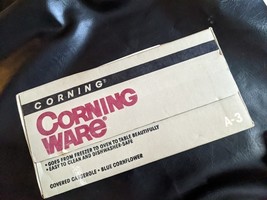 CORNING®
CORNING
WARE®
• GOES FROM FREEZER TO OVEN TO TABLE BEAUTIFULLY
• EASY TO CLEAN AND DISHWASHER-SAFE
A-3
COVERED CASSEROLE • BLUE CORNFLOWER